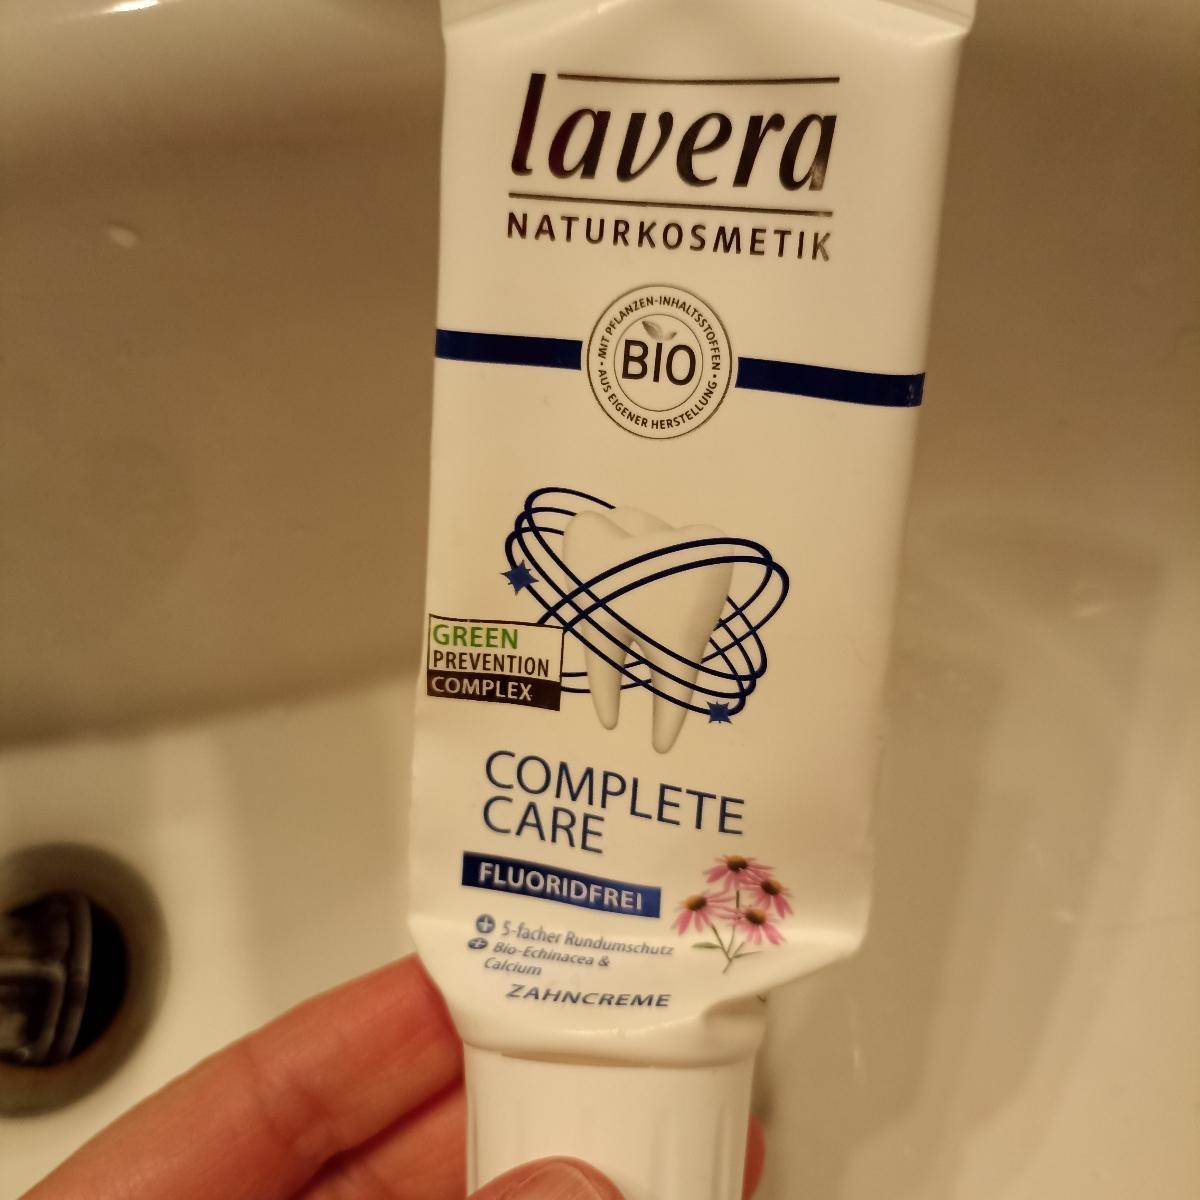 lavera
NATURKOSMETIK
MIT PFLANZEN-INHALTSSTOFFEN
BIO
AUS EIGENER HERSTELLUNG
GREEN
PREVENTION
COMPLEX
COMPLETE
CARE
FLUORIDFREI
5-facher Rundumschutz
Bio-Echinacea &
Calcium
ZAHNCREME